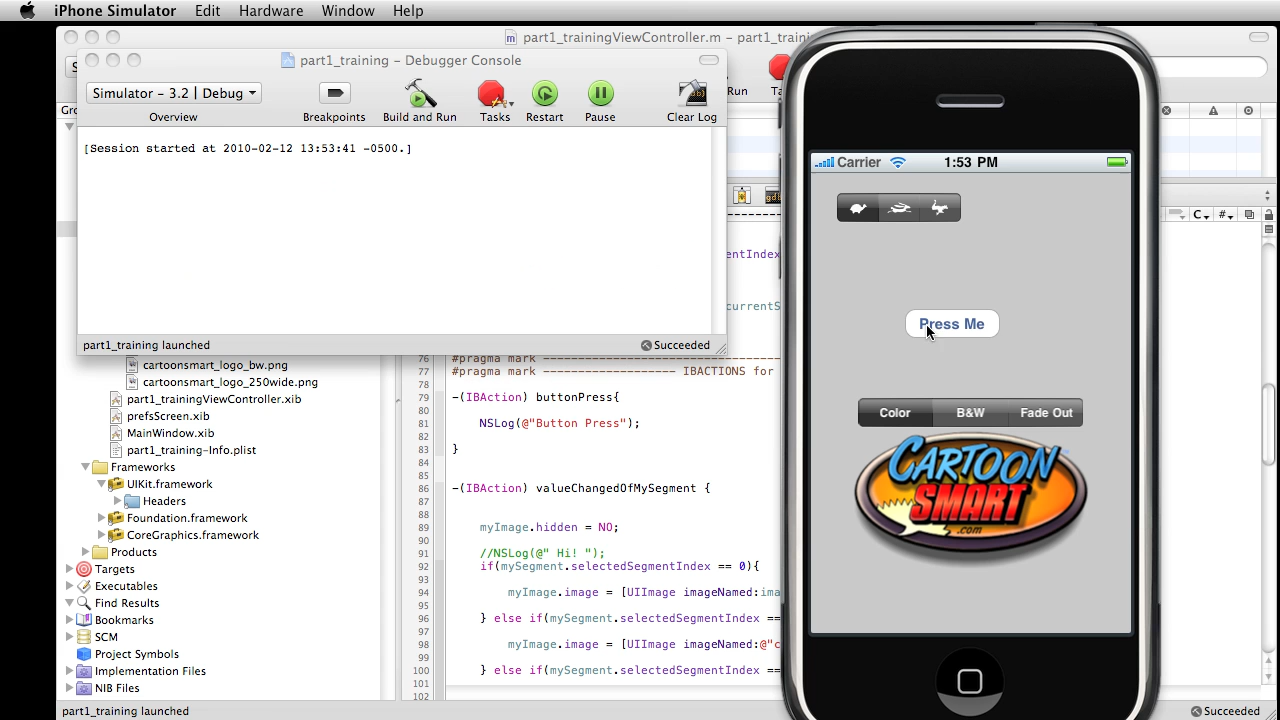 iPhone Simulator Edit Hardware Window Help
part1_trainingViewController.m – part1_training
part1_training – Debugger Console
Simulator – 3.2 | Debug
Overview Breakpoints Build and Run Tasks Restart Pause Clear Log
[Session started at 2010-02-12 13:53:41 -0500.]
part1_training launched Succeeded
Carrier 1:53 PM
Press Me
Color B&W Fade Out
CARTOON
SMART
.com
Run
C #
cartoonsmart_logo_bw.png
cartoonsmart_logo_250wide.png
part1_trainingViewController.xib
prefsScreen.xib
MainWindow.xib
part1_training-Info.plist
Frameworks
UIKit.framework
Headers
Foundation.framework
CoreGraphics.framework
Products
Targets
Executables
Find Results
Bookmarks
SCM
Project Symbols
Implementation Files
NIB Files
76 #pragma mark --------------------
77 #pragma mark ------------------- IBACTIONS for
78
79 -(IBAction) buttonPress{
80
81 NSLog(@"Button Press");
82
83 }
84
85
86 -(IBAction) valueChangedOfMySegment {
87
88
89 myImage.hidden = NO;
90
91 //NSLog(@" Hi! ");
92 if(mySegment.selectedSegmentIndex == 0){
93
94 myImage.image = [UIImage imageNamed:ima
95
96 } else if(mySegment.selectedSegmentIndex ==
97
98 myImage.image = [UIImage imageNamed:@"c
99
100 } else if(mySegment.selectedSegmentIndex ==
101
102
part1_training launched Succeeded